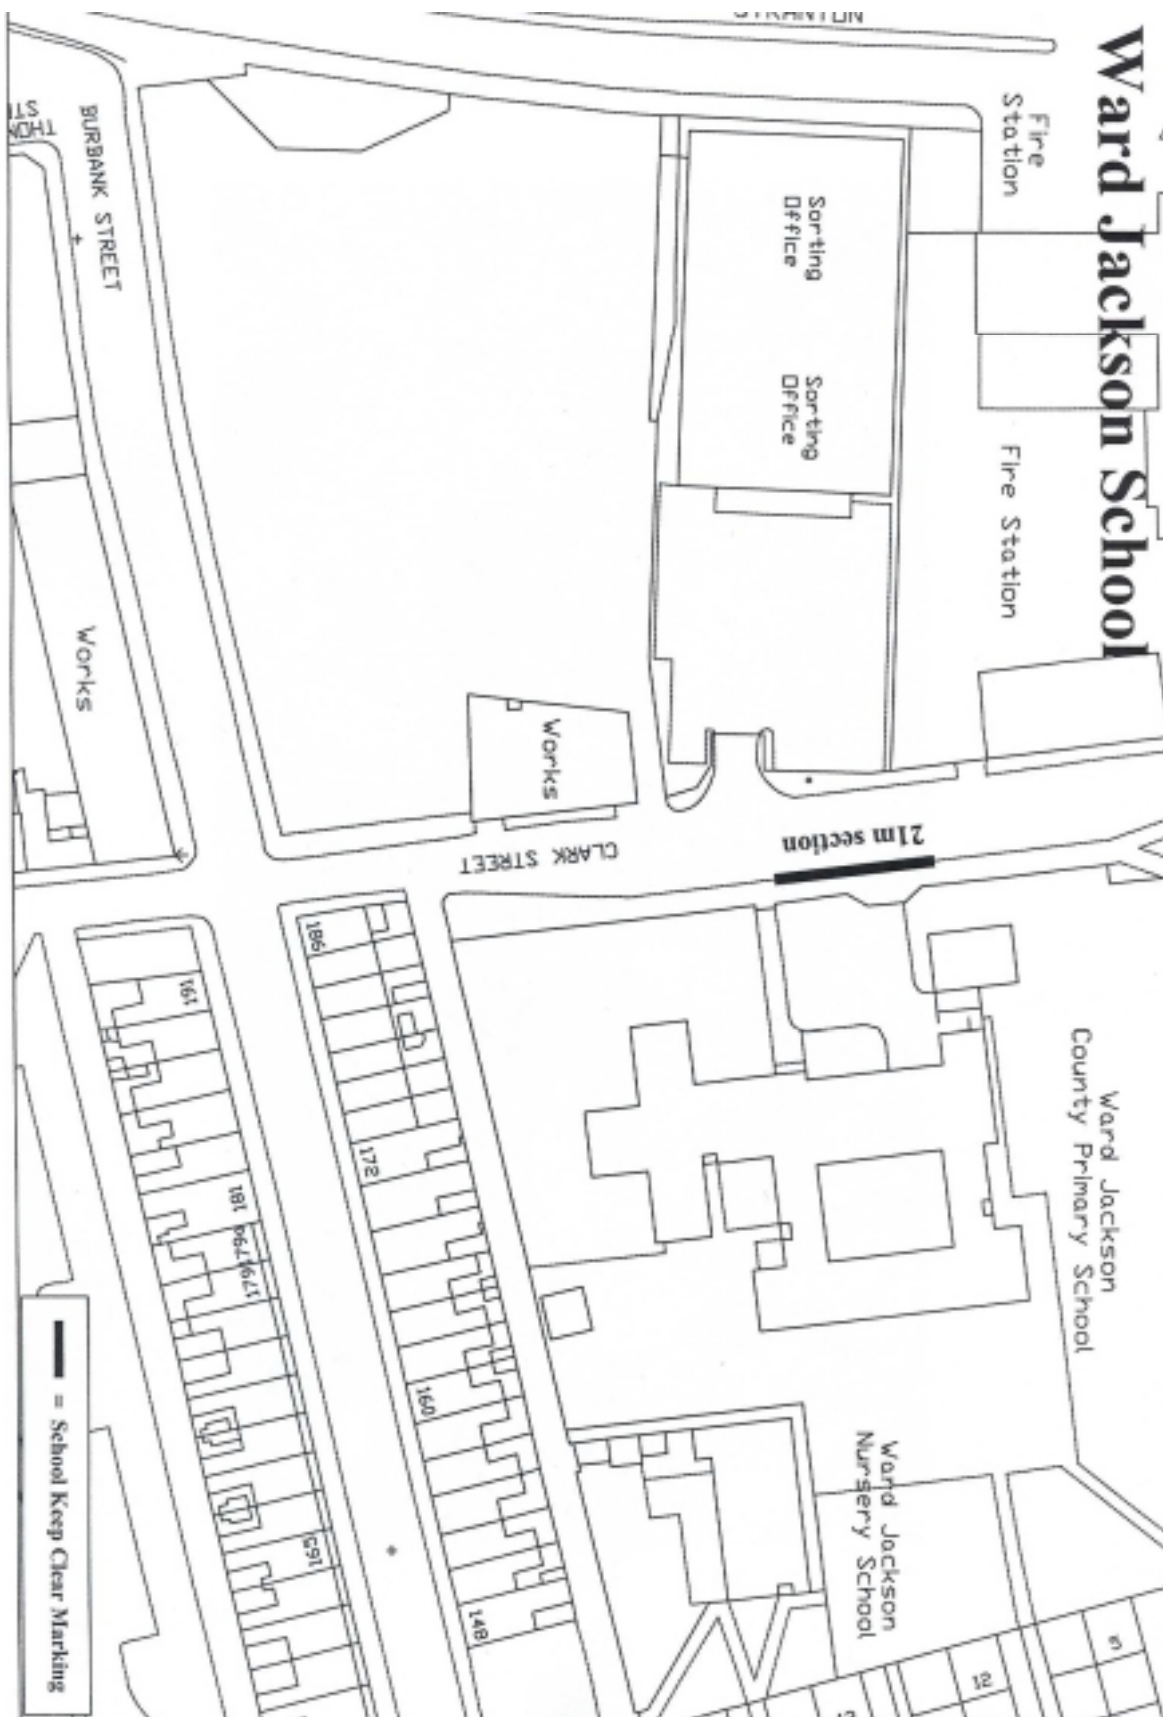 Ward Jackson School
STRANTON
Fire
Station
Fire Station
Sorting
Office
Sorting
Office
BURBANK STREET
Works
Works
CLARK STREET
21m section
Ward Jackson
County Primary School
Ward Jackson
Nursery School
186
172
160
148
191
181
179a
179
165
12
5
= School Keep Clear Marking